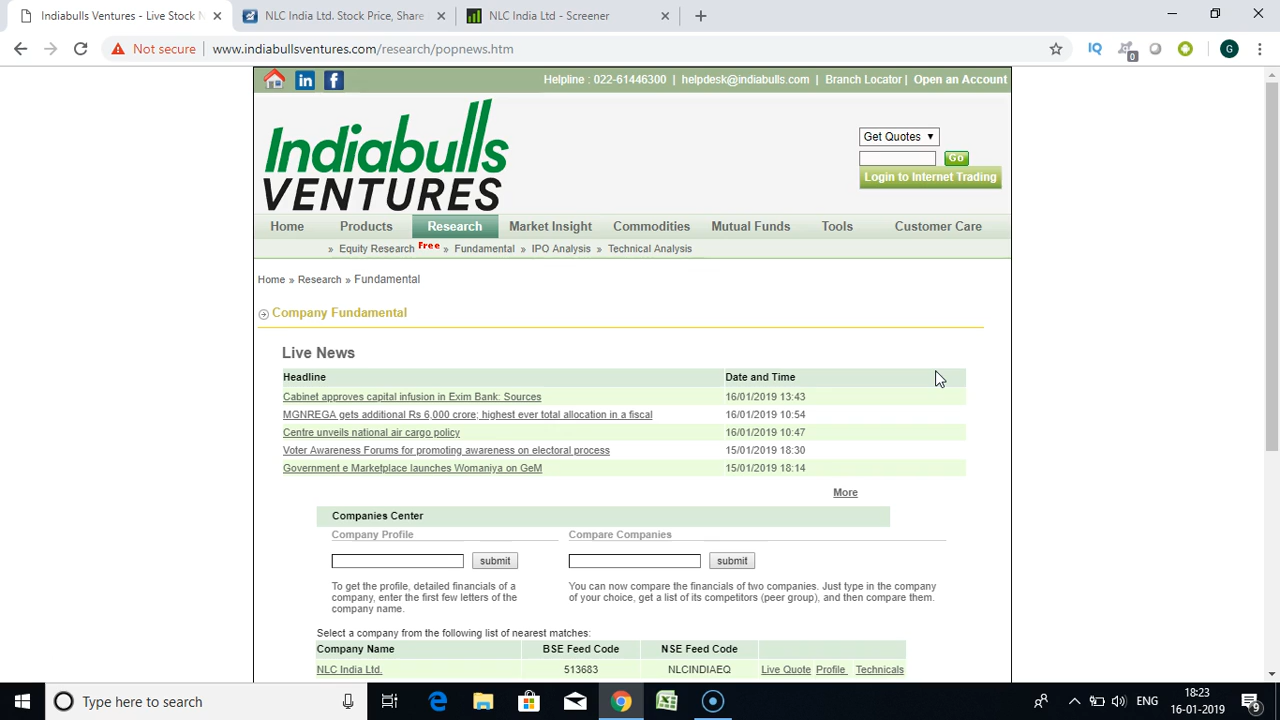 Indiabulls Ventures - Live Stock N
NLC India Ltd. Stock Price, Share
NLC India Ltd - Screener
Not secure
www.indiabullsventures.com/research/popnews.htm
IQ
0
G
Helpline : 022-61446300 | helpdesk@indiabulls.com | Branch Locator | Open an Account
Indiabulls
VENTURES
Get Quotes
Go
Login to Internet Trading
Home Products Research Market Insight Commodities Mutual Funds Tools Customer Care
» Equity Research Free » Fundamental » IPO Analysis » Technical Analysis
Home » Research » Fundamental
Company Fundamental
Live News
Headline Date and Time
Cabinet approves capital infusion in Exim Bank: Sources 16/01/2019 13:43
MGNREGA gets additional Rs 6,000 crore; highest ever total allocation in a fiscal 16/01/2019 10:54
Centre unveils national air cargo policy 16/01/2019 10:47
Voter Awareness Forums for promoting awareness on electoral process 15/01/2019 18:30
Government e Marketplace launches Womaniya on GeM 15/01/2019 18:14
More
Companies Center
Company Profile Compare Companies
submit submit
To get the profile, detailed financials of a
company, enter the first few letters of the
company name.
You can now compare the financials of two companies. Just type in the company
of your choice, get a list of its competitors (peer group), and then compare them.
Select a company from the following list of nearest matches:
Company Name BSE Feed Code NSE Feed Code
NLC India Ltd. 513683 NLCINDIAEQ Live Quote Profile Technicals
Type here to search
ENG
18:23
16-01-2019
9